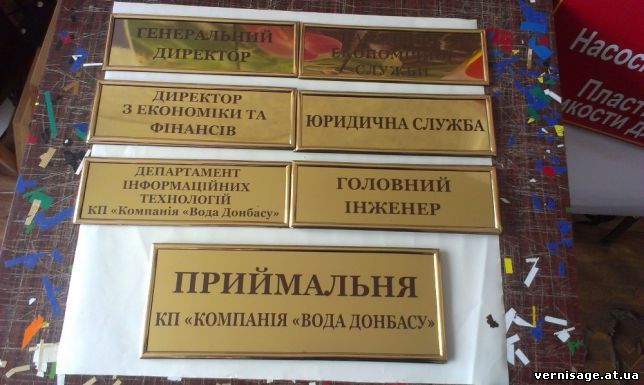 ГЕНЕРАЛЬНИЙ
ДИРЕКТОР
ЕКОНОМІЧНОЇ
СЛУЖБИ
ДИРЕКТОР
З ЕКОНОМІКИ ТА
ФІНАНСІВ
ЮРИДИЧНА СЛУЖБА
ДЕПАРТАМЕНТ
ІНФОРМАЦІЙНИХ
ТЕХНОЛОГІЙ
КП «Компанія «Вода Донбасу»
ГОЛОВНИЙ
ІНЖЕНЕР
ПРИЙМАЛЬНЯ
КП «КОМПАНІЯ «ВОДА ДОНБАСУ»
Насос
Пласт
vernisage.at.ua